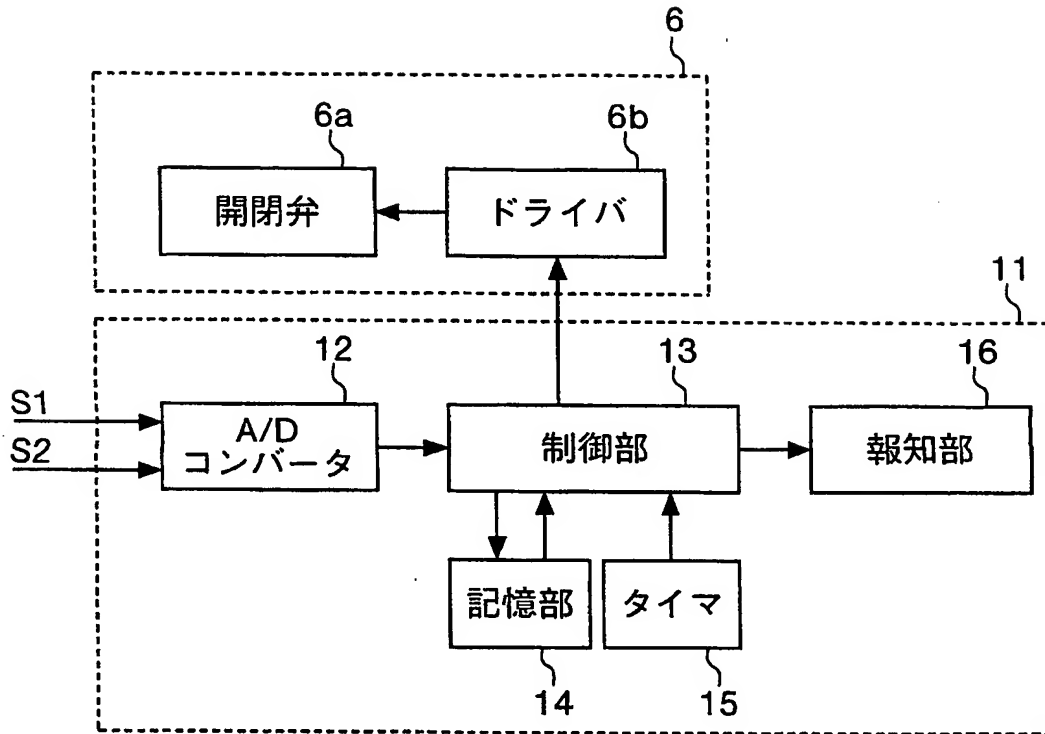 6
6a
6b
開閉弁
ドライバ
11
12
13
16
S1
S2
A/D
コンバータ
制御部
報知部
記憶部
タイマ
14
15